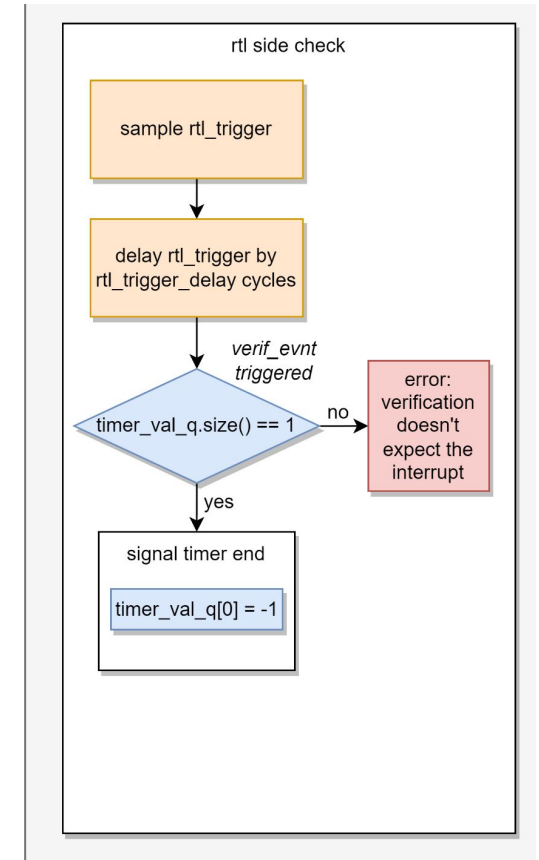 rtl side check
sample rtl_trigger
delay rtl_trigger by
rtl_trigger_delay cycles
verif_evnt
triggered
timer_val_q.size() == 1
no
error:
verification
doesn't
expect the
interrupt
yes
signal timer end
timer_val_q[0] = -1